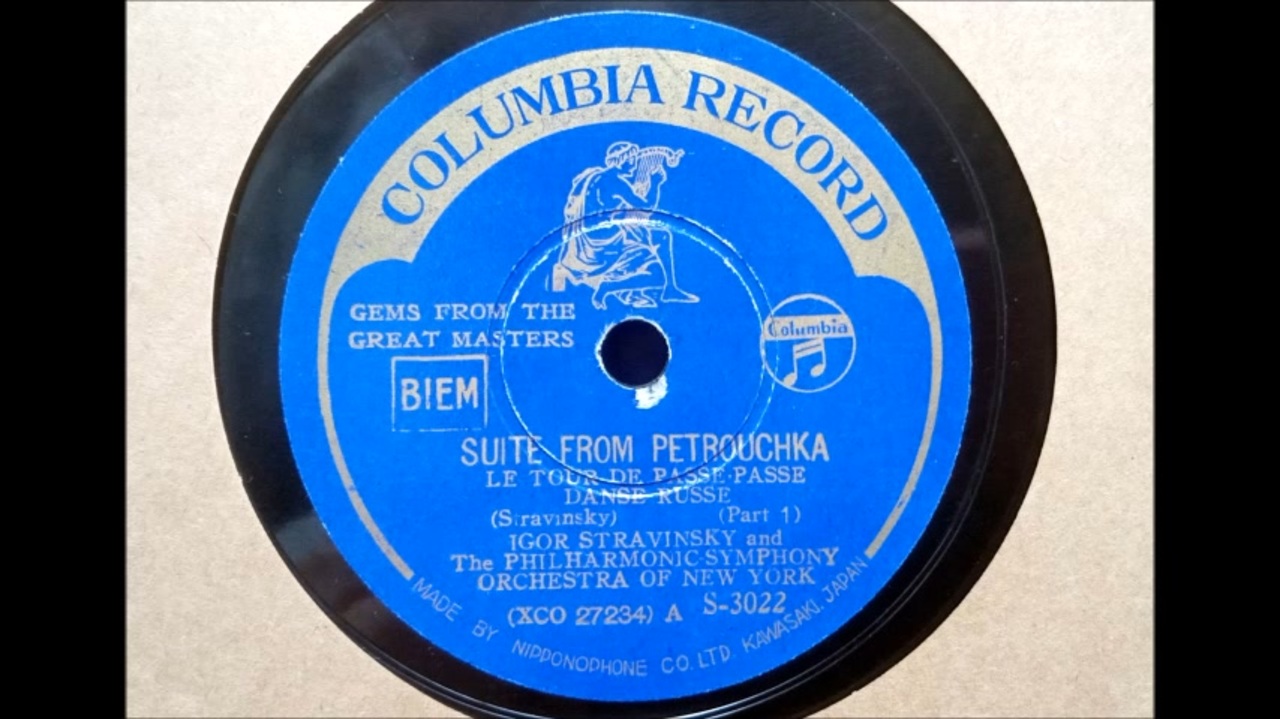 COLUMBIA RECORD
GEMS FROM THE
GREAT MASTERS
BIEM
Columbia
SUITE FROM PETROUCHKA
LE TOUR DE PASSE-PASSE
DANSE RUSSE
(Stravinsky) (Part 1)
IGOR STRAVINSKY and
The PHILHARMONIC-SYMPHONY
ORCHESTRA OF NEW YORK
(XCO 27234) A S-3022
MADE BY NIPPONOPHONE CO. LTD. KAWASAKI, JAPAN